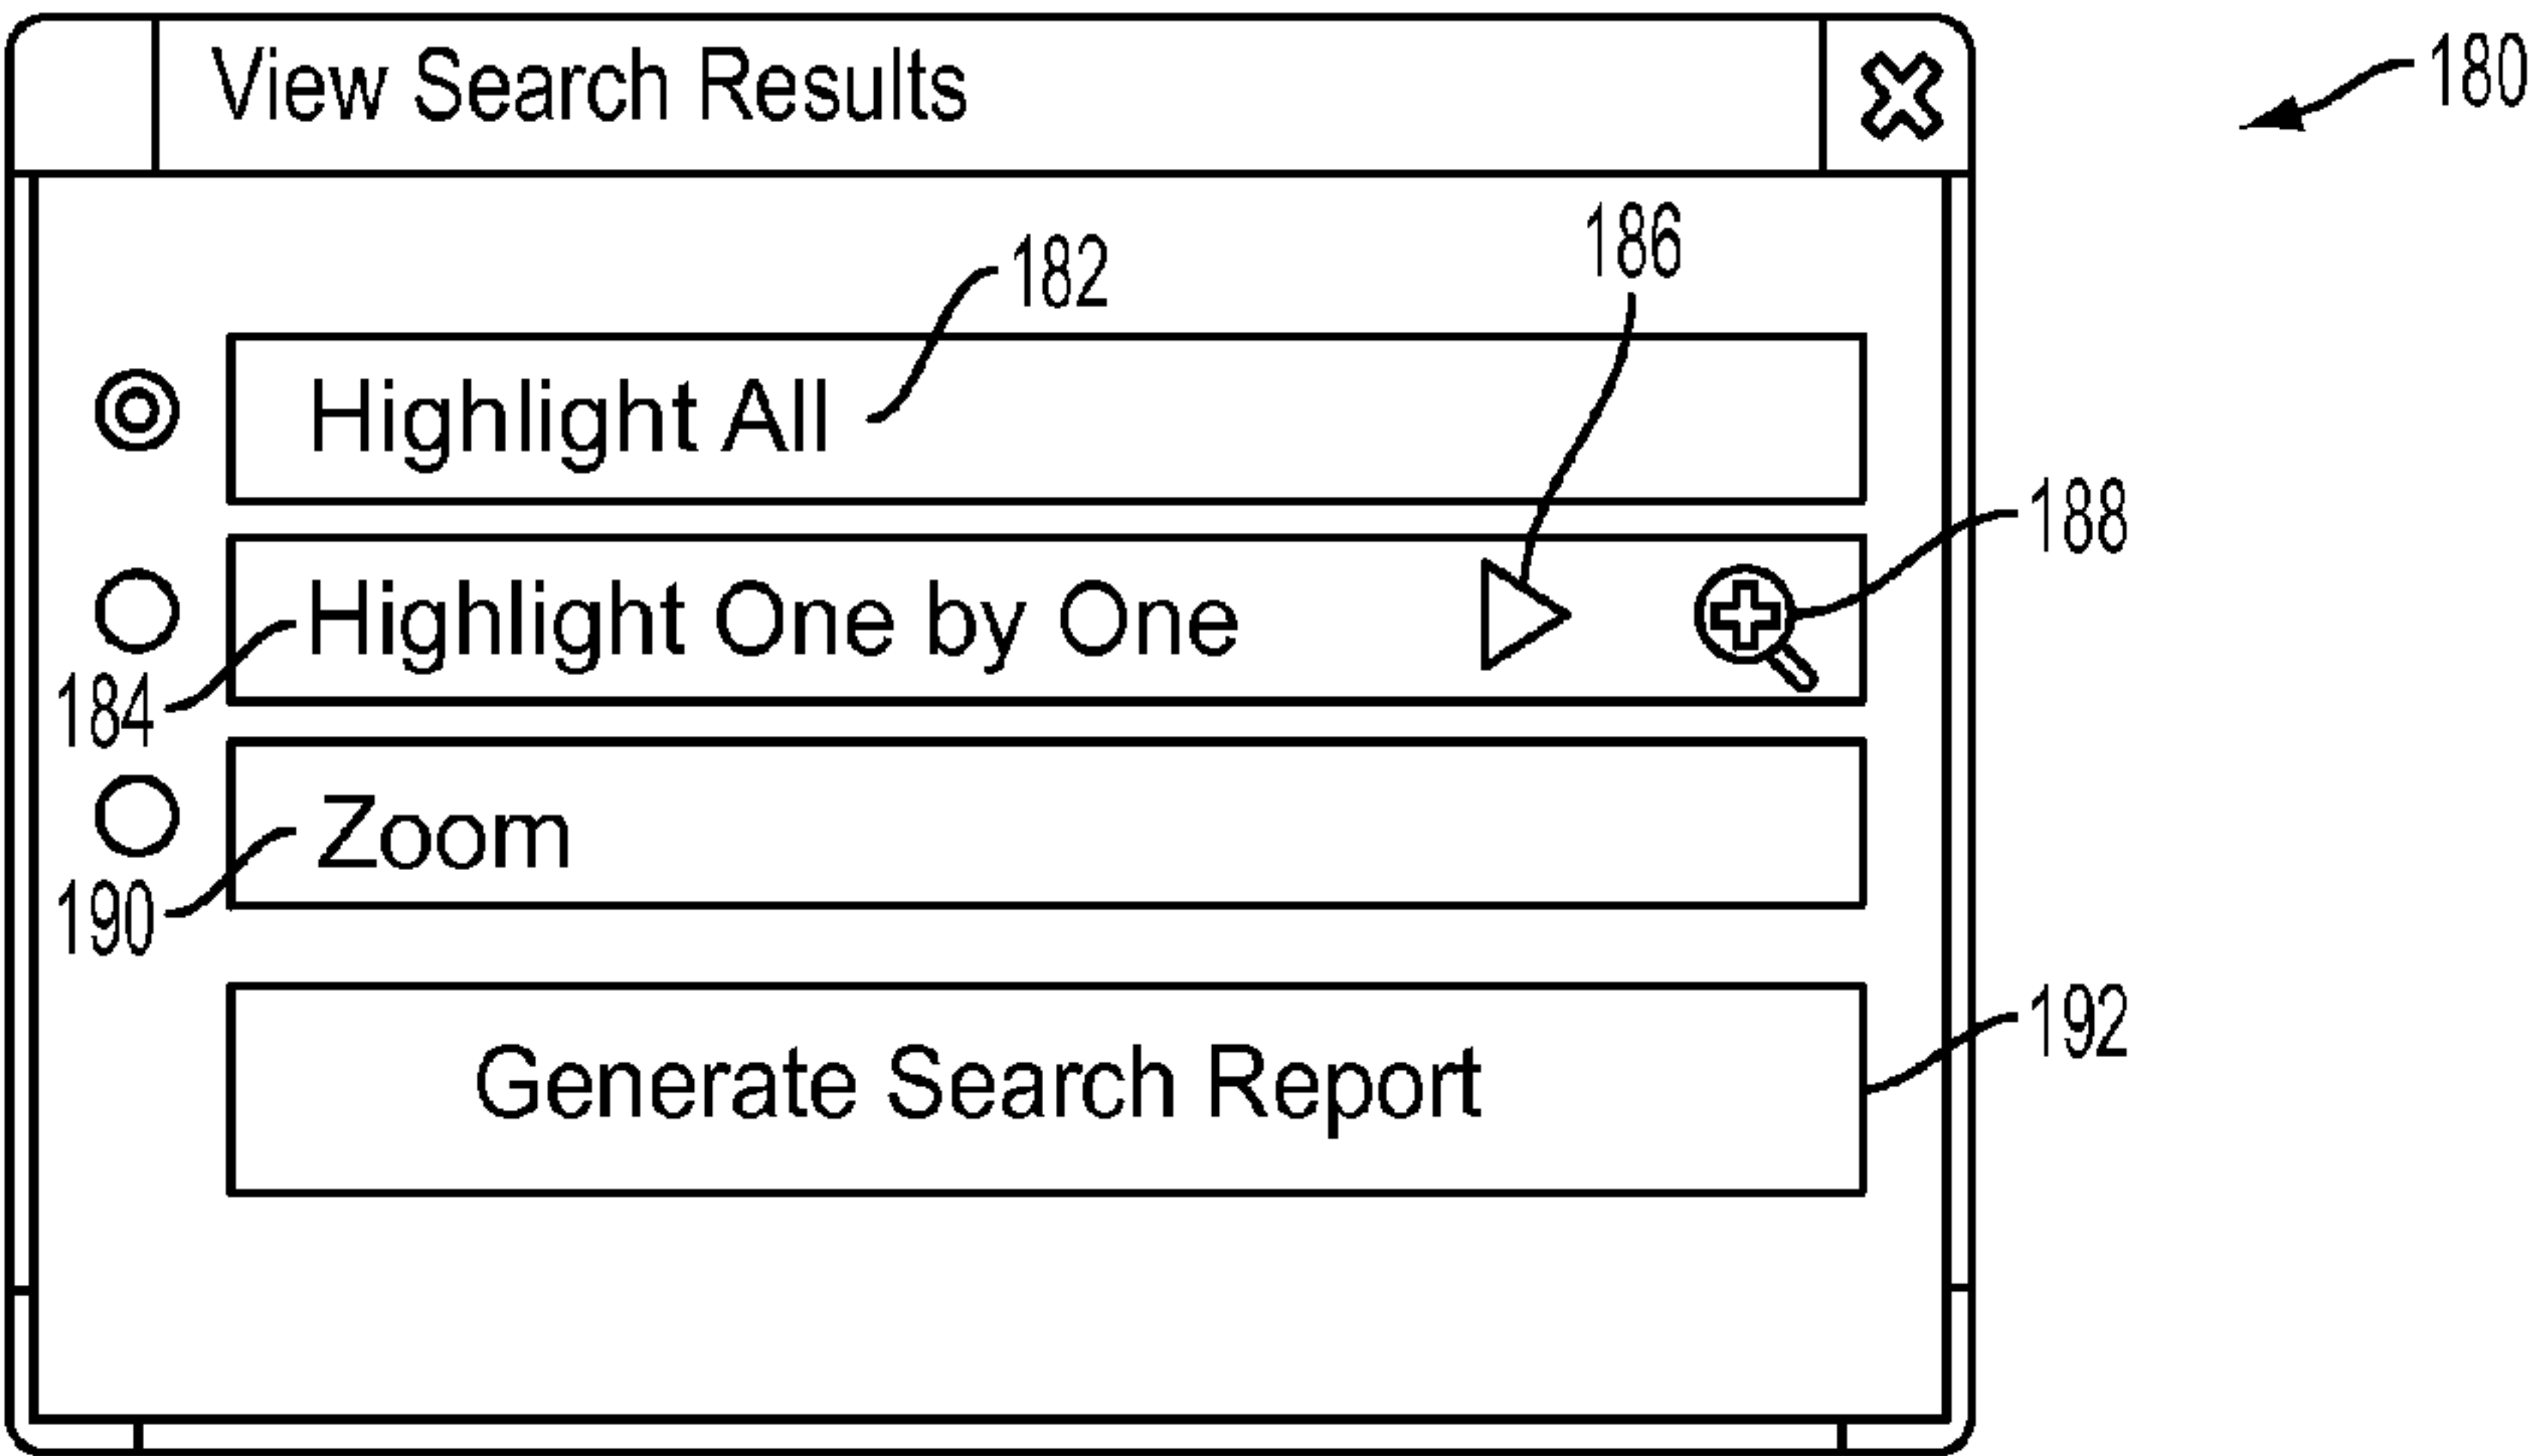 View Search Results
180
182
186
Highlight All
188
Highlight One by One
184
Zoom
190
192
Generate Search Report